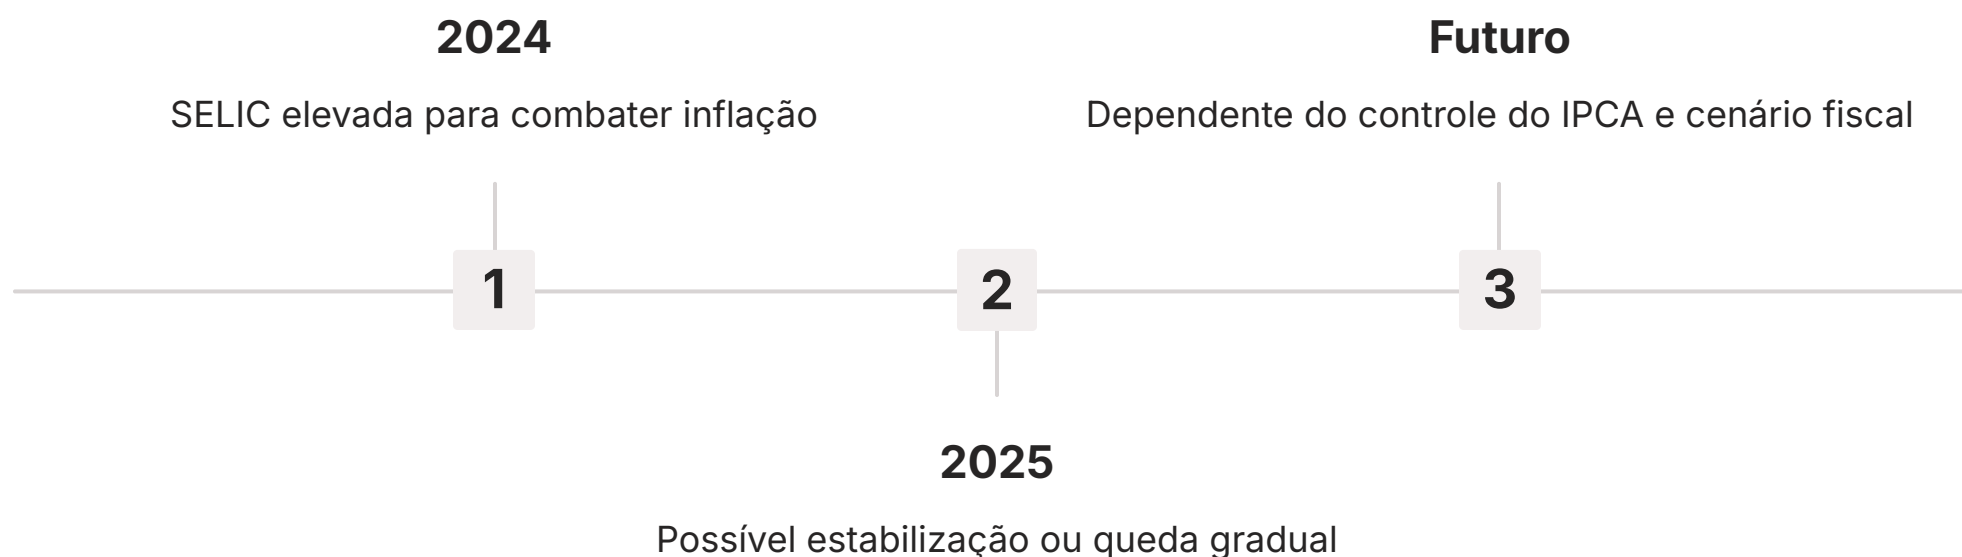 2024
SELIC elevada para combater inflação
Futuro
Dependente do controle do IPCA e cenário fiscal
1
2
3
2025
Possível estabilização ou queda gradual